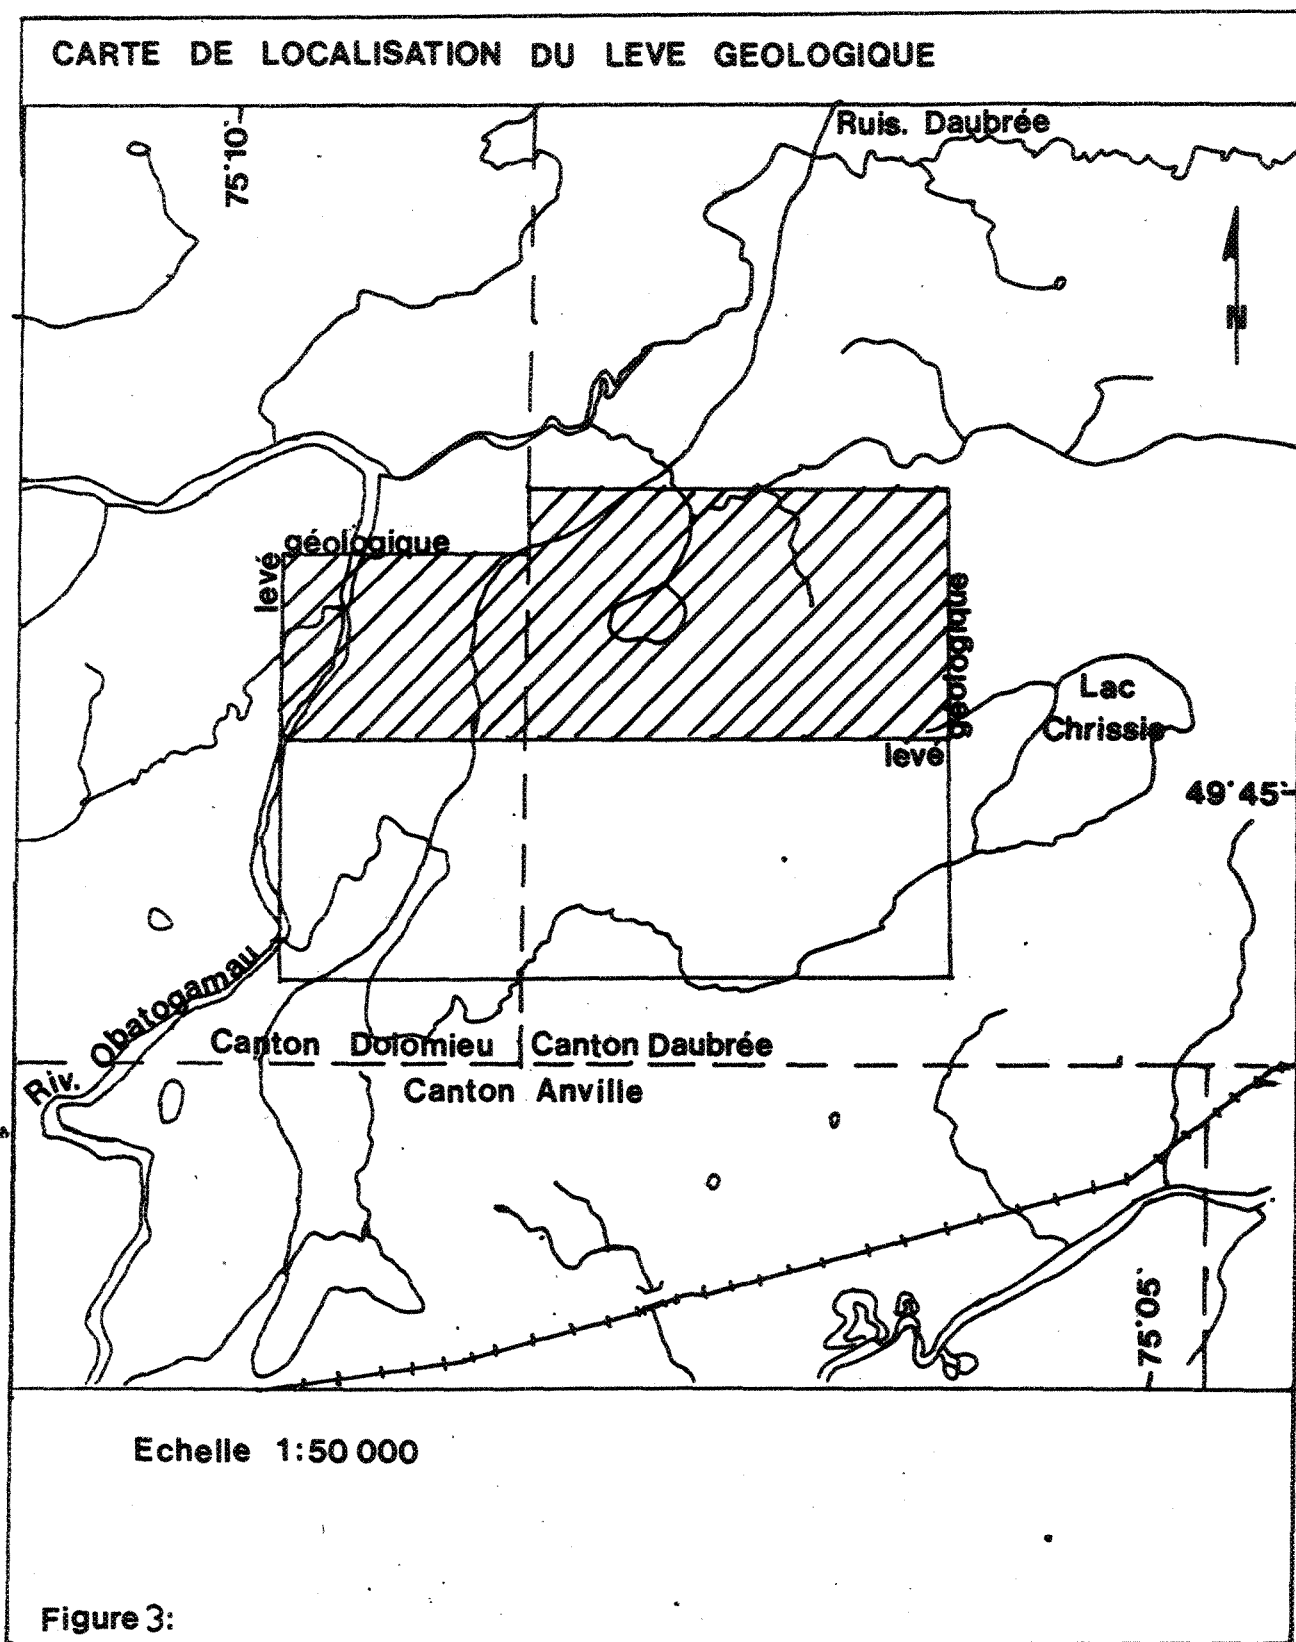 CARTE DE LOCALISATION DU LEVE GEOLOGIQUE
75°10'
Ruis. Daubrée
N
géologique
levé
géologique
levé
Lac
Chrissie
49°45'
Riv. Obatogamau
Canton Dolomieu
Canton Daubrée
Canton Anville
75°05'
Echelle 1:50 000
Figure 3: